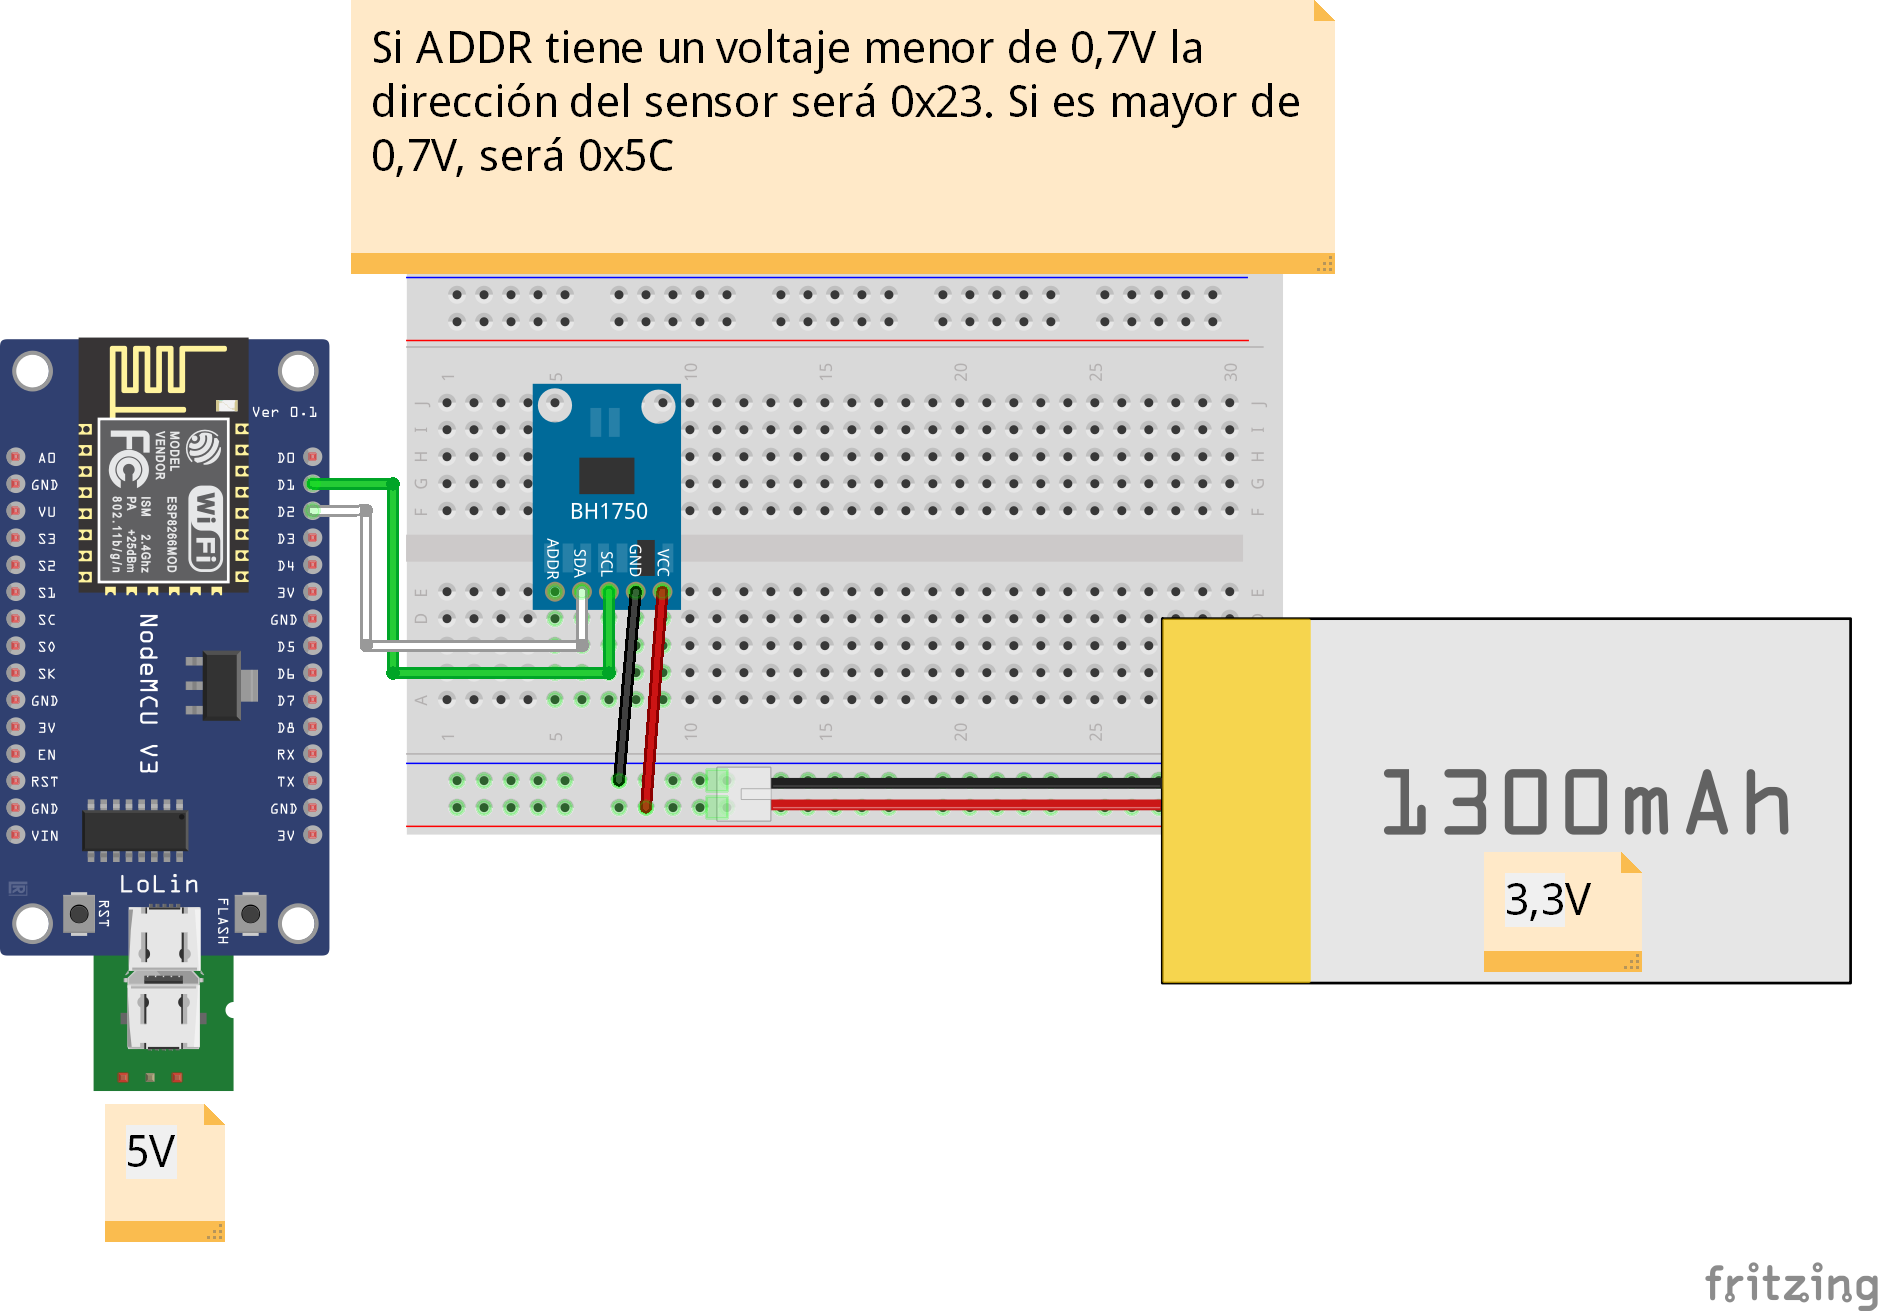 Si ADDR tiene un voltaje menor de 0,7V la
dirección del sensor será 0x23. Si es mayor de
0,7V, será 0x5C
1 5 10 15 20 25 30
J J
I I
H H
G G
F F
E E
D
A
1 5 10 15 20 25
Ver 0.1
MODEL
VENDOR
ISM 2.4GHz
PA +25dBm
802.11b/g/n
ESP8266MOD
FC
Wi Fi
A0 D0
GND D1
VU D2
S3 D3
S2 D4
S1 3V
SC GND
S0 D5
SK D6
GND D7
3V D8
EN RX
RST TX
GND GND
VIN 3V
NodeMCU V3
LoLin
RST
FLASH
BH1750
ADDR
SDA
SCL
GND
VCC
1300mAh
3,3V
5V
fritzing